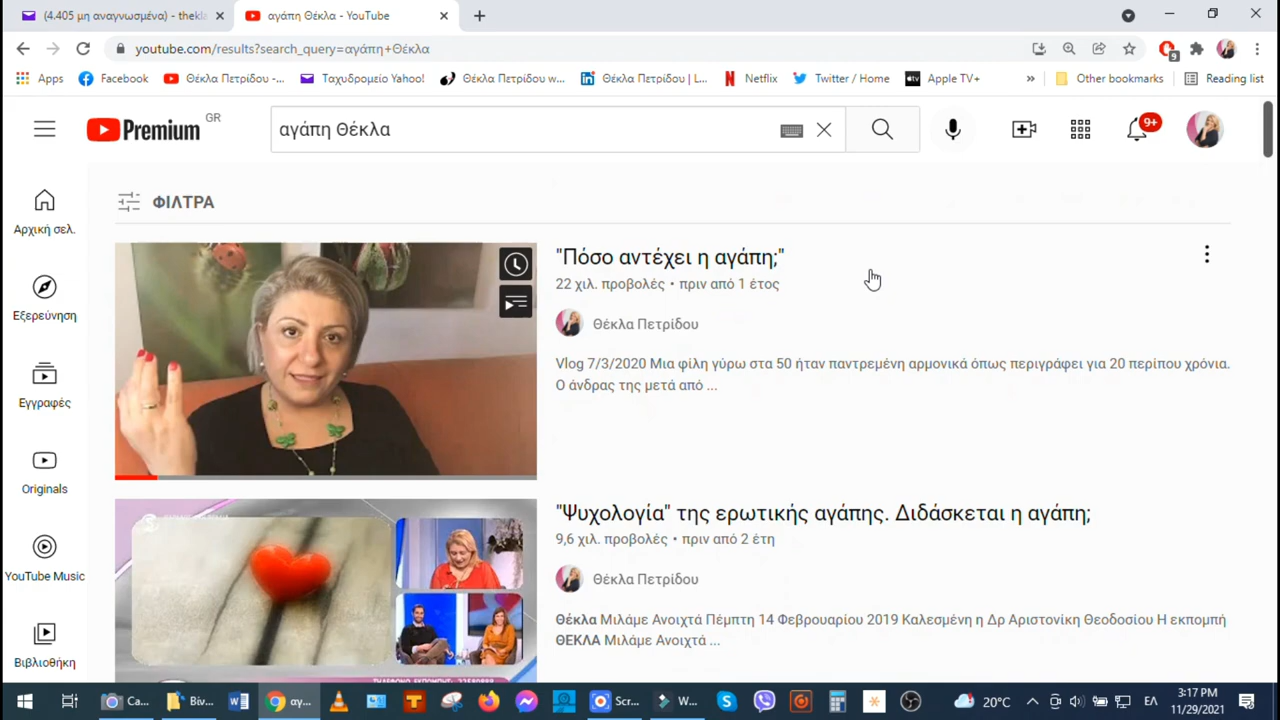 (4.405 μη αναγνωσμένα) - thekla
αγάπη Θέκλα - YouTube
youtube.com/results?search_query=αγάπη+Θέκλα
9
Apps
Facebook
Θέκλα Πετρίδου -...
Ταχυδρομείο Yahoo!
Θέκλα Πετρίδου w...
Θέκλα Πετρίδου | L...
Netflix
Twitter / Home
Apple TV+
»
Other bookmarks
Reading list
Premium GR
αγάπη Θέκλα
9+
Αρχική σελ.
Εξερεύνηση
Εγγραφές
Originals
YouTube Music
Βιβλιοθήκη
ΦΙΛΤΡΑ
"Πόσο αντέχει η αγάπη;"
22 χιλ. προβολές • πριν από 1 έτος
Θέκλα Πετρίδου
Vlog 7/3/2020 Μια φίλη γύρω στα 50 ήταν παντρεμένη αρμονικά όπως περιγράφει για 20 περίπου χρόνια.
Ο άνδρας της μετά από ...
"Ψυχολογία" της ερωτικής αγάπης. Διδάσκεται η αγάπη;
9,6 χιλ. προβολές • πριν από 2 έτη
Θέκλα Πετρίδου
Θέκλα Μιλάμε Ανοιχτά Πέμπτη 14 Φεβρουαρίου 2019 Καλεσμένη η Δρ Αριστονίκη Θεοδοσίου Η εκπομπή
ΘΕΚΛΑ Μιλάμε Ανοιχτά ...
Ca...
Βίν...
αγ...
Scr...
W...
20°C
ΕΛ
3:17 PM
11/29/2021